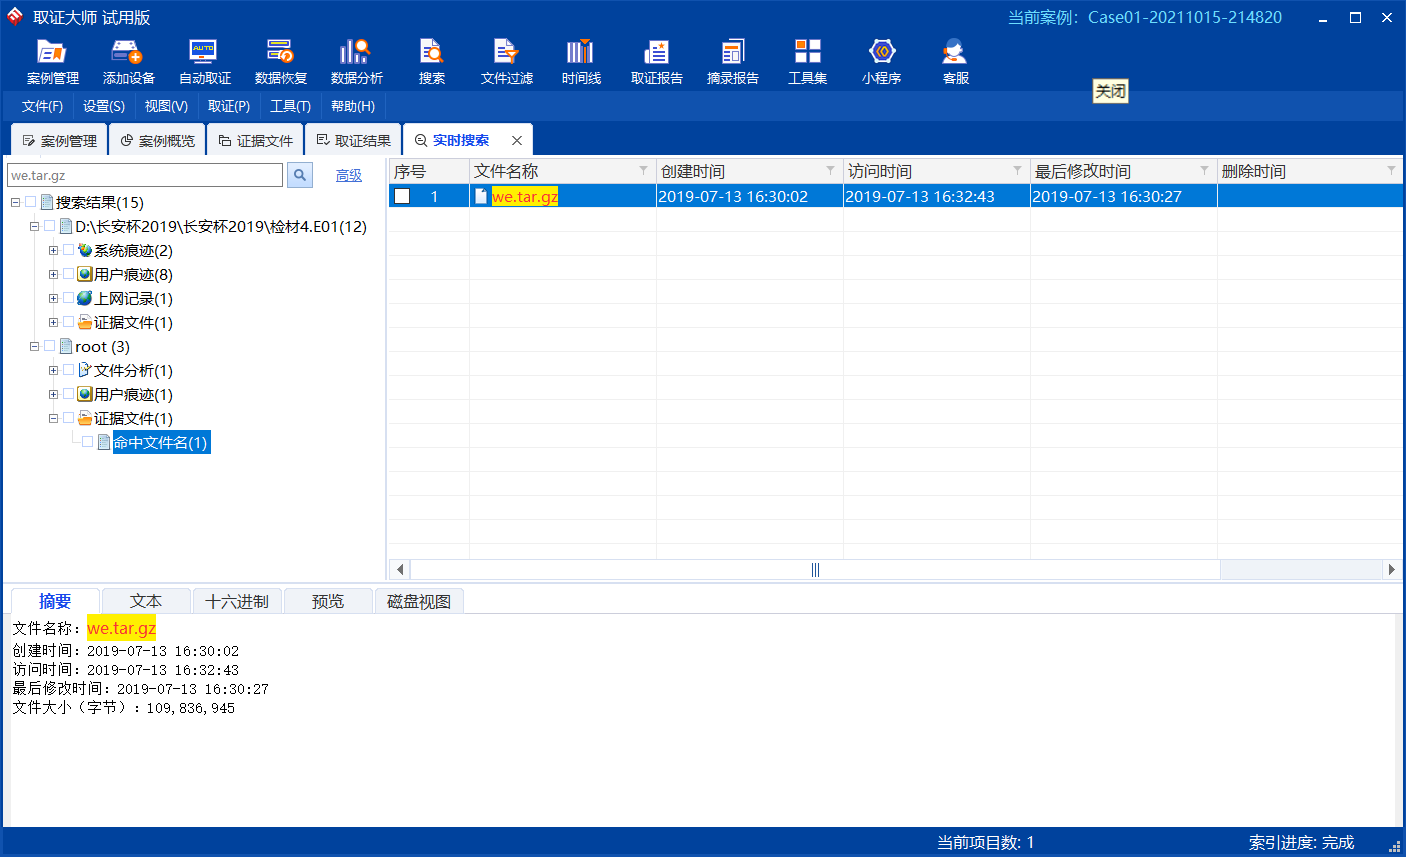 取证大师 试用版
当前案例：Case01-20211015-214820
案例管理 添加设备 自动取证 数据恢复 数据分析 搜索 文件过滤 时间线 取证报告 摘录报告 工具集 小程序 客服
AUTO
关闭
文件(F) 设置(S) 视图(V) 取证(P) 工具(T) 帮助(H)
案例管理 案例概览 证据文件 取证结果 实时搜索
we.tar.gz 高级
搜索结果(15)
D:\长安杯2019\长安杯2019\检材4.E01(12)
系统痕迹(2)
用户痕迹(8)
上网记录(1)
证据文件(1)
root (3)
文件分析(1)
用户痕迹(1)
证据文件(1)
命中文件名(1)
序号 文件名称 创建时间 访问时间 最后修改时间 删除时间
1 we.tar.gz 2019-07-13 16:30:02 2019-07-13 16:32:43 2019-07-13 16:30:27
摘要 文本 十六进制 预览 磁盘视图
文件名称：we.tar.gz
创建时间：2019-07-13 16:30:02
访问时间：2019-07-13 16:32:43
最后修改时间：2019-07-13 16:30:27
文件大小（字节）：109,836,945
当前项目数: 1
索引进度: 完成